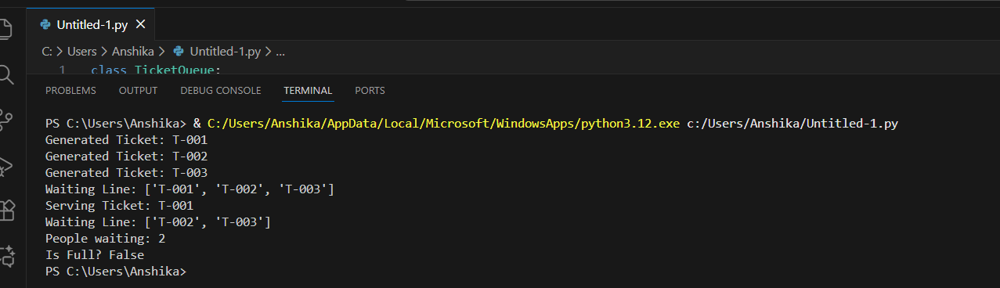 Untitled-1.py
C: > Users > Anshika > Untitled-1.py > ...
1 class TicketQueue:
PROBLEMS OUTPUT DEBUG CONSOLE TERMINAL PORTS
PS C:\Users\Anshika> & C:/Users/Anshika/AppData/Local/Microsoft/WindowsApps/python3.12.exe c:/Users/Anshika/Untitled-1.py
Generated Ticket: T-001
Generated Ticket: T-002
Generated Ticket: T-003
Waiting Line: ['T-001', 'T-002', 'T-003']
Serving Ticket: T-001
Waiting Line: ['T-002', 'T-003']
People waiting: 2
Is Full? False
PS C:\Users\Anshika>